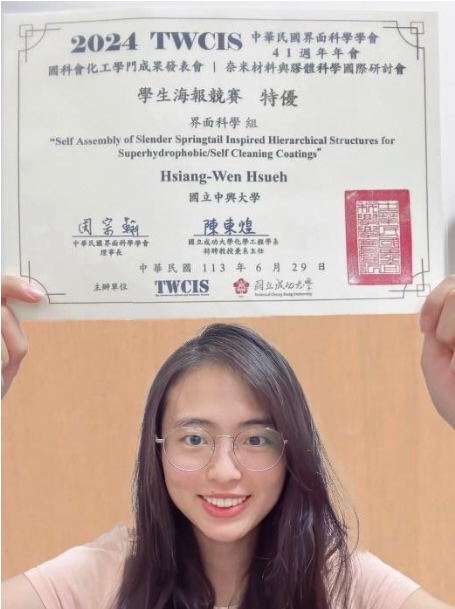 2024 TWCIS 中華民國界面科學學會
41週年年會
國科會化工學門成果發表會 | 奈米材料與膠體科學國際研討會
學生海報競賽 特優
界面科學 組
"Self Assembly of Slender Springtail Inspired Hierarchical Structures for
Superhydrophobic/Self Cleaning Coatings"
Hsiang-Wen Hsueh
國立中興大學
周宗翰 陳東煌
中華民國界面科學學會 國立成功大學化學工程學系
理事長 特聘教授兼系主任
中華民國 113 年 6 月 29 日
主辦單位 TWCIS 國立成功大學
National Cheng Kung University